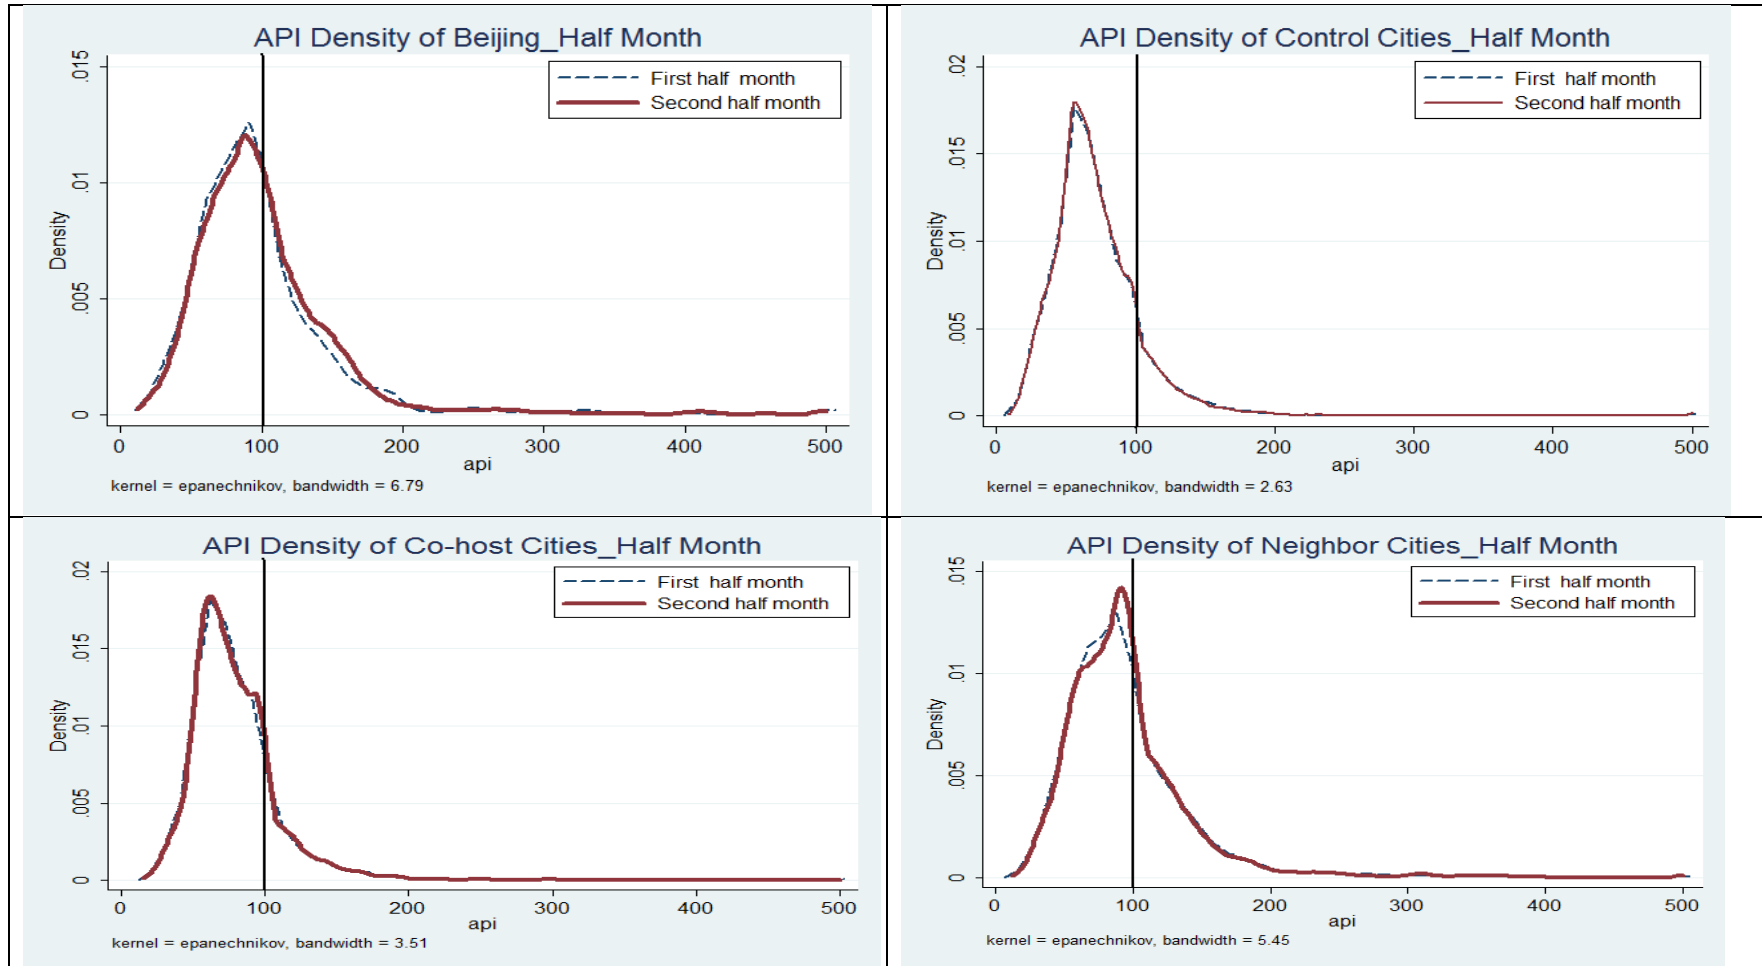 API Density of Beijing_Half Month
First half month
Second half month
.015
.01
.005
0
Density
0 100 200 300 400 500
api
kernel = epanechnikov, bandwidth = 6.79
API Density of Control Cities_Half Month
First half month
Second half month
.02
.015
.01
.005
0
Density
0 100 200 300 400 500
api
kernel = epanechnikov, bandwidth = 2.63
API Density of Co-host Cities_Half Month
First half month
Second half month
.02
.015
.01
.005
0
Density
0 100 200 300 400 500
api
kernel = epanechnikov, bandwidth = 3.51
API Density of Neighbor Cities_Half Month
First half month
Second half month
.015
.01
.005
0
Density
0 100 200 300 400 500
api
kernel = epanechnikov, bandwidth = 5.45